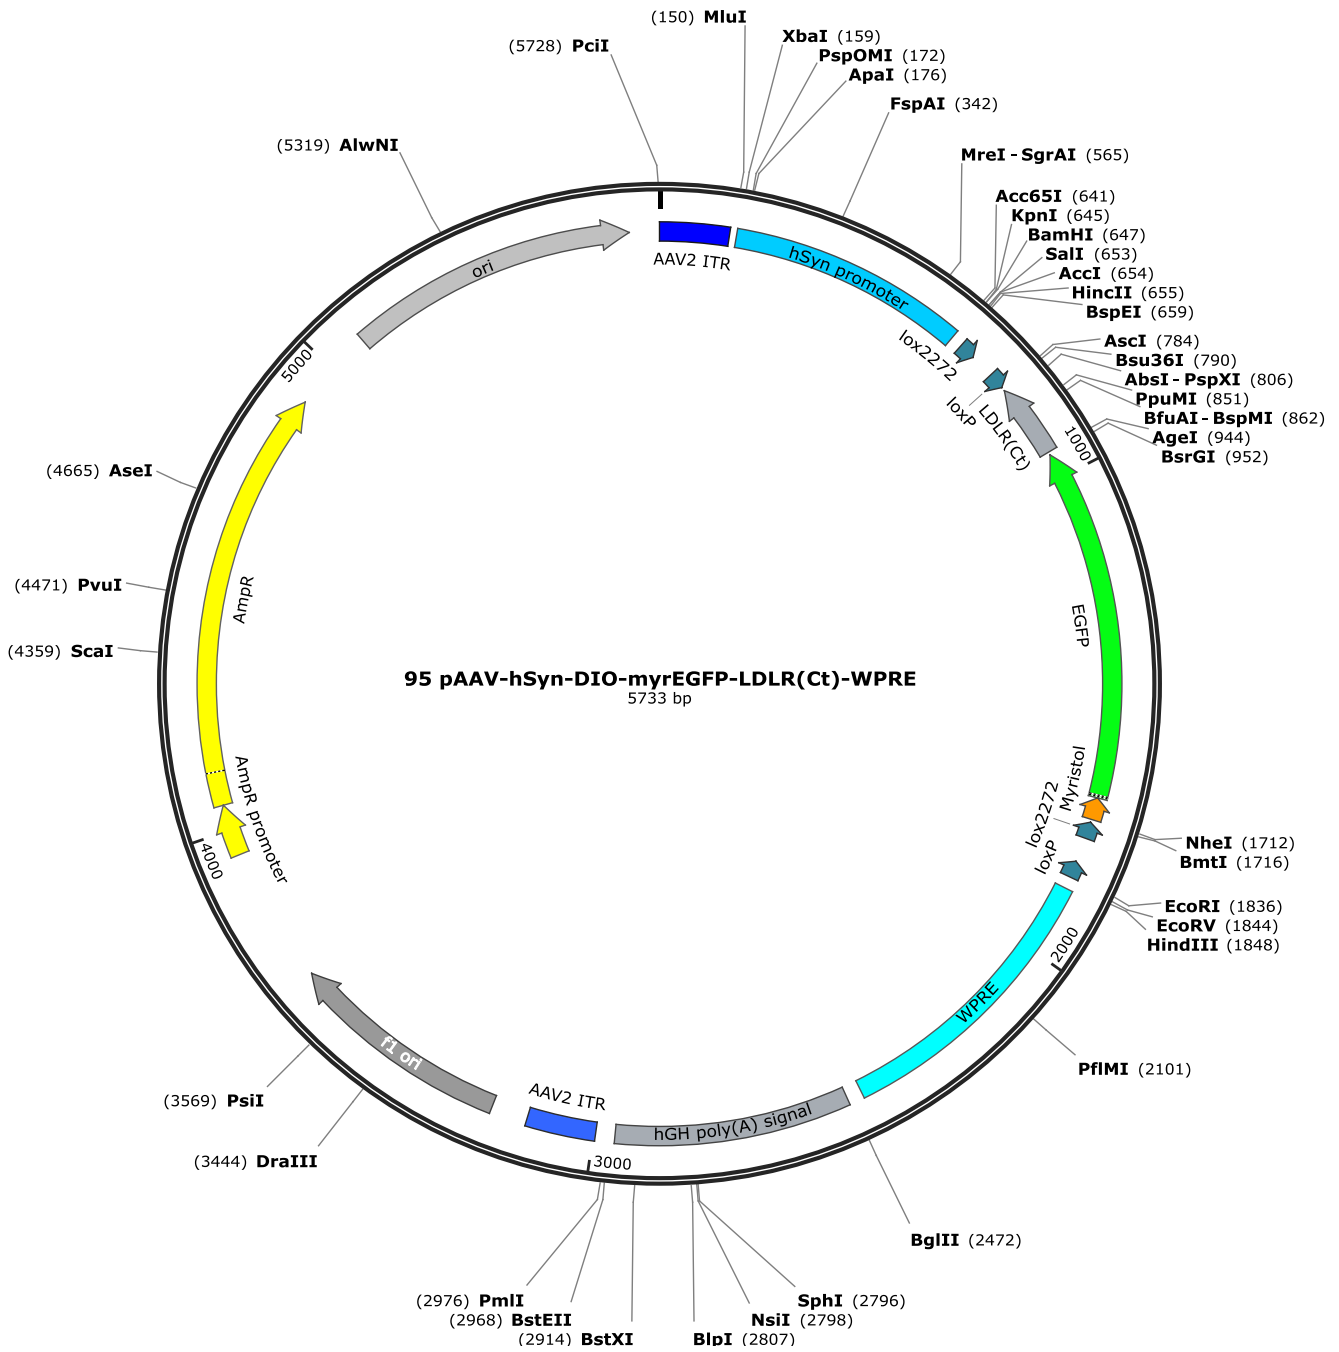 (150) MluI
XbaI (159)
(5728) PciI
PspOMI (172)
ApaI (176)
FspAI (342)
(5319) AlwNI
MreI - SgrAI (565)
Acc65I (641)
KpnI (645)
BamHI (647)
SalI (653)
AccI (654)
HincII (655)
BspEI (659)
AscI (784)
Bsu36I (790)
AbsI - PspXI (806)
PpuMI (851)
BfuAI - BspMI (862)
AgeI (944)
BsrGI (952)
AAV2 ITR
hSyn promoter
ori
lox2272
loxP
LDLR(Ct)
1000
5000
(4665) AseI
(4471) PvuI
(4359) ScaI
AmpR
EGFP
95 pAAV-hSyn-DIO-myrEGFP-LDLR(Ct)-WPRE
5733 bp
AmpR promoter
4000
Myristol
lox2272
loxP
NheI (1712)
BmtI (1716)
EcoRI (1836)
EcoRV (1844)
HindIII (1848)
2000
WPRE
PflMI (2101)
f1 ori
AAV2 ITR
hGH poly(A) signal
(3569) PsiI
(3444) DraIII
3000
BglII (2472)
(2976) PmlI
(2968) BstEII
(2914) BstXI
SphI (2796)
NsiI (2798)
BlpI (2807)